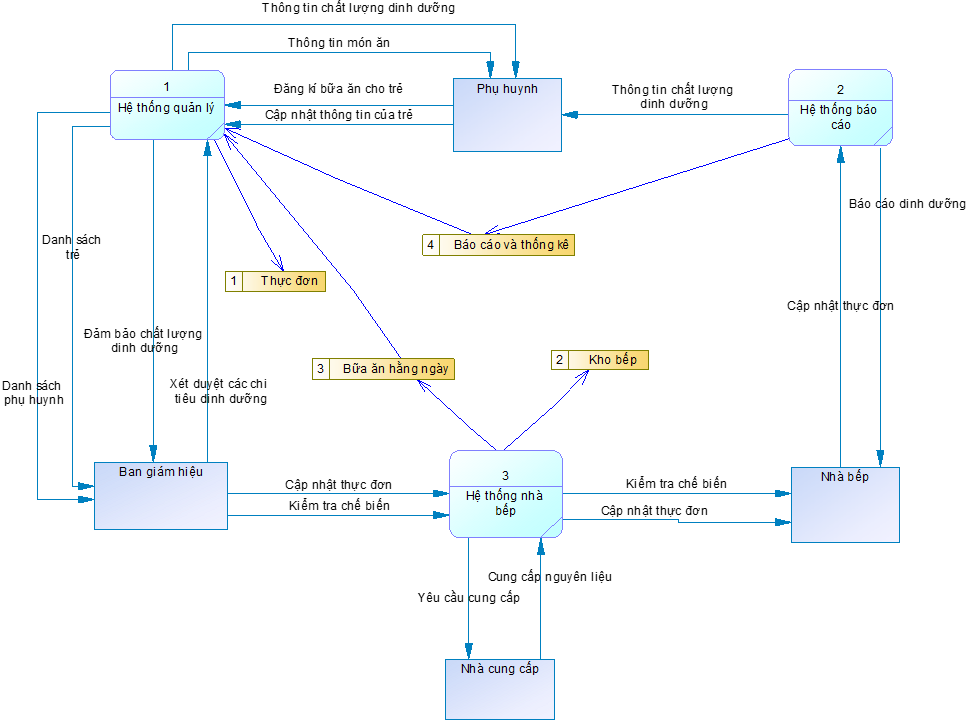 Thông tin chất lượng dinh dưỡng
Thông tin món ăn
1
Hệ thống quản lý
Đăng kí bữa ăn cho trẻ
Cập nhật thông tin của trẻ
Phụ huynh
Thông tin chất lượng
dinh dưỡng
2
Hệ thống báo
cáo
Báo cáo dinh dưỡng
Danh sách
trẻ
4 Báo cáo và thống kê
1 Thực đơn
Cập nhật thực đơn
Đảm bảo chất lượng
dinh dưỡng
3 Bữa ăn hằng ngày
2 Kho bếp
Danh sách
phụ huynh
Xét duyệt các chi
tiêu dinh dưỡng
Ban giám hiệu
Cập nhật thực đơn
Kiểm tra chế biến
3
Hệ thống nhà
bếp
Kiểm tra chế biến
Cập nhật thực đơn
Nhà bếp
Cung cấp nguyên liệu
Yêu cầu cung cấp
Nhà cung cấp